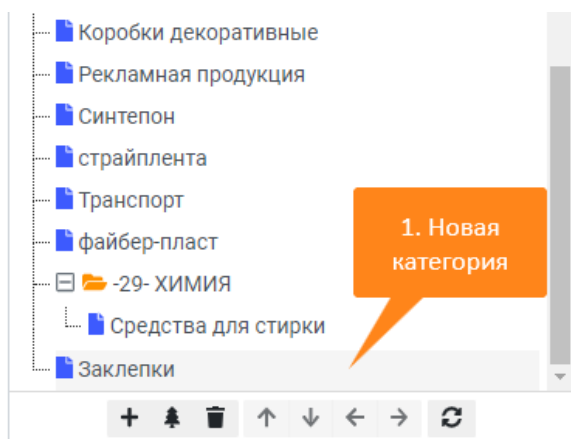 Коробки декоративные
Рекламная продукция
Синтепон
страйплента
Транспорт
файбер-пласт
-29- ХИМИЯ
Средства для стирки
Заклепки
1. Новая
категория